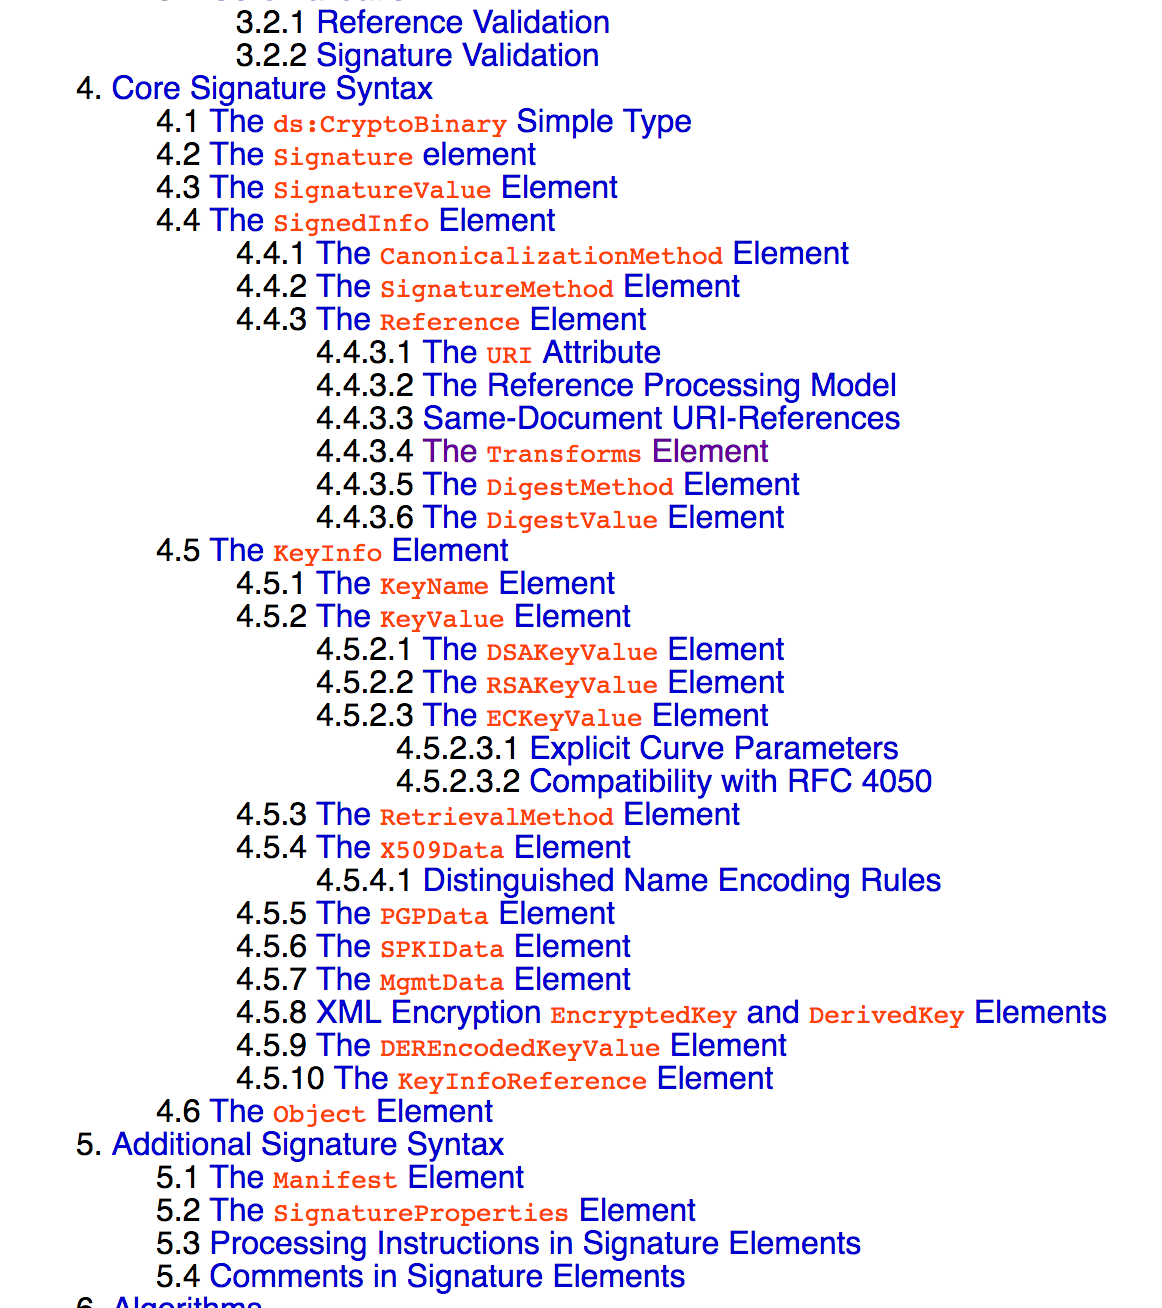 3.2.1 Reference Validation
3.2.2 Signature Validation
4. Core Signature Syntax
4.1 The ds:CryptoBinary Simple Type
4.2 The Signature element
4.3 The SignatureValue Element
4.4 The SignedInfo Element
4.4.1 The CanonicalizationMethod Element
4.4.2 The SignatureMethod Element
4.4.3 The Reference Element
4.4.3.1 The URI Attribute
4.4.3.2 The Reference Processing Model
4.4.3.3 Same-Document URI-References
4.4.3.4 The Transforms Element
4.4.3.5 The DigestMethod Element
4.4.3.6 The DigestValue Element
4.5 The KeyInfo Element
4.5.1 The KeyName Element
4.5.2 The KeyValue Element
4.5.2.1 The DSAKeyValue Element
4.5.2.2 The RSAKeyValue Element
4.5.2.3 The ECKeyValue Element
4.5.2.3.1 Explicit Curve Parameters
4.5.2.3.2 Compatibility with RFC 4050
4.5.3 The RetrievalMethod Element
4.5.4 The X509Data Element
4.5.4.1 Distinguished Name Encoding Rules
4.5.5 The PGPData Element
4.5.6 The SPKIData Element
4.5.7 The MgmtData Element
4.5.8 XML Encryption EncryptedKey and DerivedKey Elements
4.5.9 The DEREncodedKeyValue Element
4.5.10 The KeyInfoReference Element
4.6 The Object Element
5. Additional Signature Syntax
5.1 The Manifest Element
5.2 The SignatureProperties Element
5.3 Processing Instructions in Signature Elements
5.4 Comments in Signature Elements
6. Algorithms